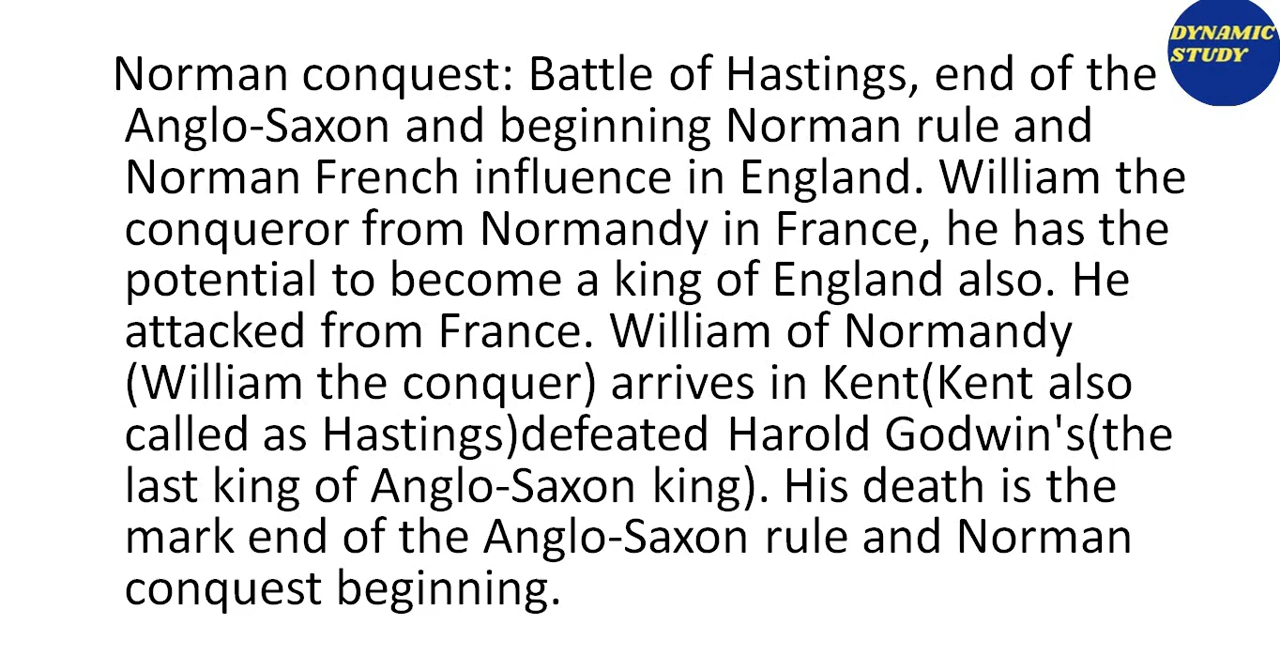 DYNAMIC
STUDY
Norman conquest: Battle of Hastings, end of the
Anglo-Saxon and beginning Norman rule and
Norman French influence in England. William the
conqueror from Normandy in France, he has the
potential to become a king of England also. He
attacked from France. William of Normandy
(William the conquer) arrives in Kent(Kent also
called as Hastings)defeated Harold Godwin's(the
last king of Anglo-Saxon king). His death is the
mark end of the Anglo-Saxon rule and Norman
conquest beginning.